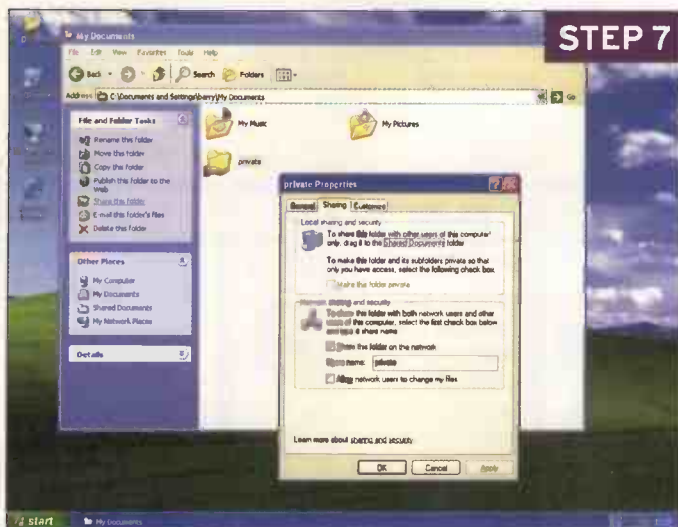 STEP 7
My Documents
File Edit View Favorites Tools Help
Back Search Folders
Address C:\Documents and Settings\barry\My Documents Go
File and Folder Tasks
Rename this folder
Move this folder
Copy this folder
Publish this folder to the
Web
Share this folder
E-mail this folder's files
Delete this folder
Other Places
My Computer
My Documents
Shared Documents
My Network Places
Details
My Music
My Pictures
private
private Properties
General Sharing Customize
Local sharing and security
To share this folder with other users of this computer
only, drag it to the Shared Documents folder
To make this folder and its subfolders private so that
only you have access, select the following check box
Make this folder private
Network sharing and security
To share this folder with both network users and other
users of this computer, select the first check box below
and type a share name
Share this folder on the network
Share name: private
Allow network users to change my files
Learn more about sharing and security
OK Cancel Apply
start My Documents